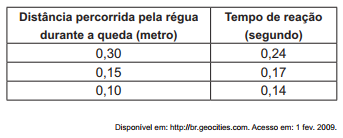 Distância percorrida pela régua durante a queda (metro)
Tempo de reação (segundo)
0,30 0,24
0,15 0,17
0,10 0,14
Disponível em: http://br.geocities.com. Acesso em: 1 fev. 2009.